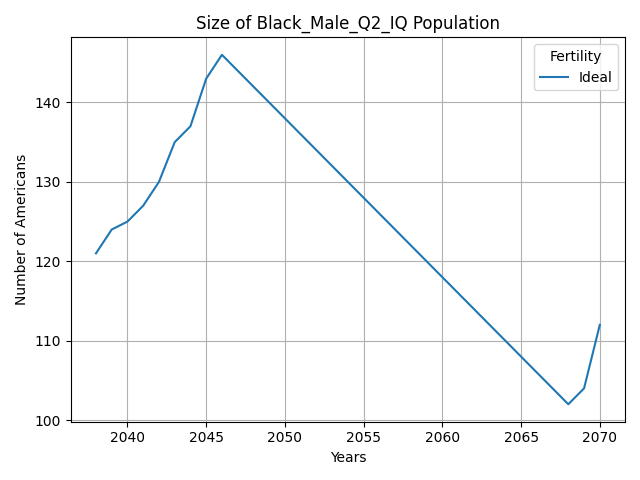 Size of Black_Male_Q2_IQ Population
Fertility
Ideal
Number of Americans
140
130
120
110
100
2040 2045 2050 2055 2060 2065 2070
Years